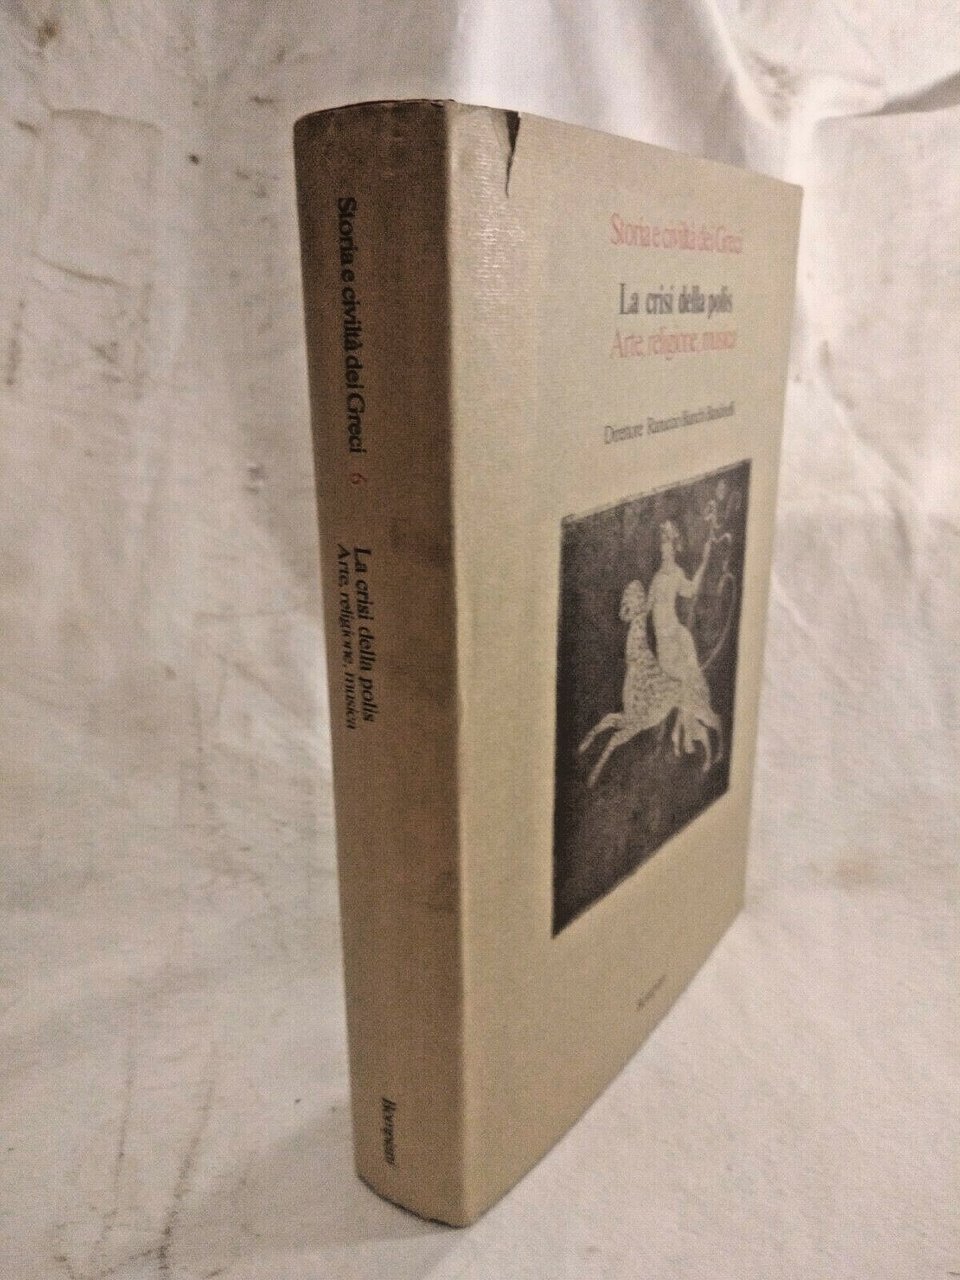 Storia e civiltà dei Greci 6
La crisi della polis
Arte, religione, musica
Bompiani
Storia e civiltà dei Greci
La crisi della polis
Arte, religione, musica
Direttore Ranuccio Bianchi Bandinelli